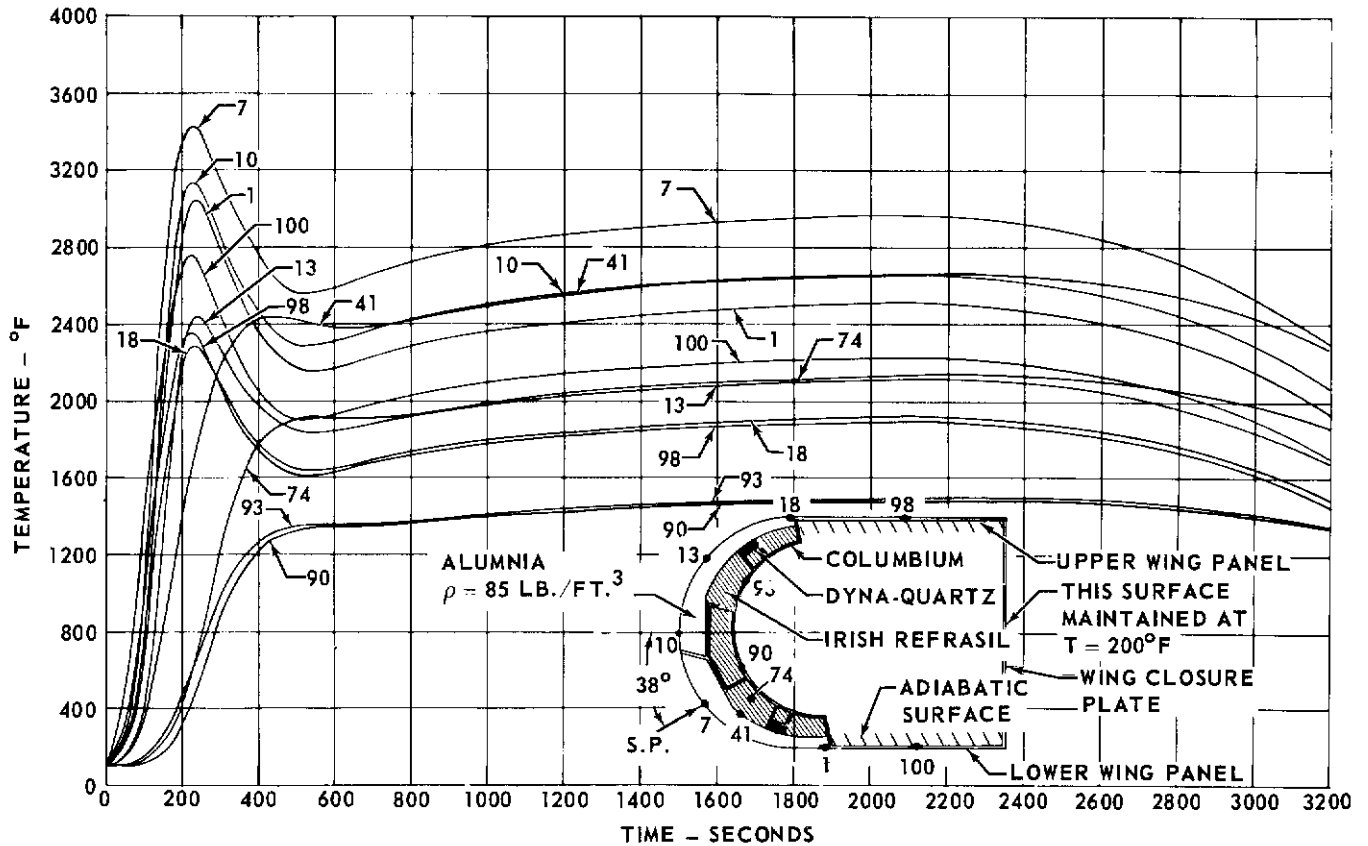 4000
3600
3200
2800
2400
2000
1600
1200
800
400
0
TEMPERATURE – °F
7
10
1
100
13
98
18
41
74
93
90
7
10 41
1
100
74
13
98
18
93
90
ALUMNIA
ρ = 85 LB./FT.³
18
98
13
10
38°
S.P.
7
41
74
90
1
100
COLUMBIUM
DYNA-QUARTZ
IRISH REFRASIL
ADIABATIC
SURFACE
UPPER WING PANEL
THIS SURFACE
MAINTAINED AT
T = 200°F
WING CLOSURE
PLATE
LOWER WING PANEL
0 200 400 600 800 1000 1200 1400 1600 1800 2000 2200 2400 2600 2800 3000 3200
TIME – SECONDS